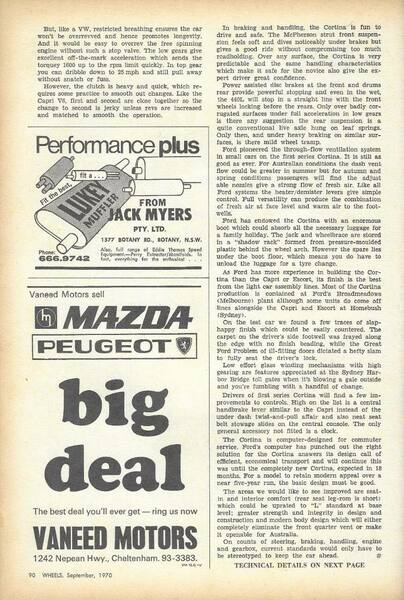 But, like a VW, restricted breathing ensures the car
won't be overrevved and hence promotes longevity.
And it would be easy to overrev the free spinning
engine without such a stop valve. The low gears give
excellent off-the-mark acceleration which sends the
torquey 1600 up to the rpm limit quickly. In top gear
you can dribble down to 25 mph and still pull away
without snatch or fuss.
However, the clutch is heavy and quick, which re-
quires some practice to smooth out changes. Like the
Capri V6, first and second are close together so the
change to second is jerky unless revs are increased
and matched to smooth the operation.
Performance plus
fit a...
fit the best
LUKEY
MUFFLER
FROM
JACK MYERS
PTY. LTD.
1577 BOTANY RD., BOTANY, N.S.W.
Phone:
666.9742
Also, full range of Eddie Thomas Speed
Equipment—Perry Extractor/Manifolds. In
fact, everything for the enthusiast . . .
Vaneed Motors sell
m MAZDA
PEUGEOT
big
deal
The best deal you'll ever get — ring us now
VANEED MOTORS
1242 Nepean Hwy., Cheltenham. 93-3383.
90 WHEELS, September, 1970
In braking and handling, the Cortina is fun to
drive and safe. The McPherson strut front suspen-
sion feels soft and dives noticeably under brakes but
gives a good ride without compromising too much
roadholding. Over any surface, the Cortina is very
predictable and the same handling characteristics
which make it safe for the novice also give the ex-
pert driver great confidence.
Power assisted disc brakes at the front and drums
rear provide powerful stopping and even in the wet,
the 440L will stop in a straight line with the front
wheels locking before the rears. Only over badly cor-
rugated surfaces under full acceleration in low gears
is there any suggestion the rear suspension is a
quite conventional live axle hung on leaf springs.
Only then, and under heavy braking on similar sur-
faces, is there mild wheel tramp.
Ford pioneered the through-flow ventilation system
in small cars on the first series Cortina. It is still as
good as ever. For Australian conditions the dash vent
flow could be greater in summer but for autumn and
spring conditions passengers will find the adjust
able nozzles give a strong flow of fresh air. Like all
Ford systems the heater/demister levers give simple
control. Full versatility can produce the combination
of fresh air at face level and warm air to the foot-
wells.
Ford has endowed the Cortina with an enormous
boot which could absorb all the necessary luggage for
a family holiday. The jack and wheelbrace are stored
in a "shadow rack" formed from pressure-moulded
plastic behind the wheel arch. However the spare lies
under the boot floor, which means you do have to
unload the luggage for a tyre change.
As Ford has more experience in building the Cor-
tina than the Capri or Escort, its finish is the best
from the light car assembly lines. Most of the Cortina
production is contained at Ford's Broadmeadows
(Melbourne) plant although some units do come off
lines alongside the Capri and Escort at Homebush
(Sydney).
On the test car we found a few traces of slap-
happy finish which could be easily countered. The
carpet on the driver's side footwell was frayed along
the edge with no finish beading, while the Great
Ford Problem of ill-fitting doors dictated a hefty slam
to fully seat the driver's lock.
Low effort glass winding mechanisms with high
gearing are features appreciated at the Sydney Har-
bor Bridge toll gates when it's blowing a gale outside
and you're fumbling with a handful of change.
Drivers of first series Cortina will find a few im-
provements to controls. High on the list is a central
handbrake lever similar to the Capri instead of the
under dash twist-and-pull affair and also neat seat
belt stowage slides on the central console. The only
general accessory not fitted is a clock.
The Cortina is computer-designed for commuter
service. Ford's computer has punched out the right
solution for the Cortina answers its design call of
efficient, economical transport and will continue this
was until the completely new Cortina, expected in 18
months. For a model to retain modern appeal over a
near five-year run, the basic design must be good.
The areas we would like to see improved are seat-
in and interior comfort (rear seat leg-room is short)
which could be uprated to "L" standard at base
level; greater strength and integrity in design and
construction and modern body design which will either
completely eliminate the front quarter vent or make
it openable for Australia.
On counts of steering, braking, handling, engine
and gearbox, current standards would only have to
be stereotyped to keep the car ahead.
TECHNICAL DETAILS ON NEXT PAGE